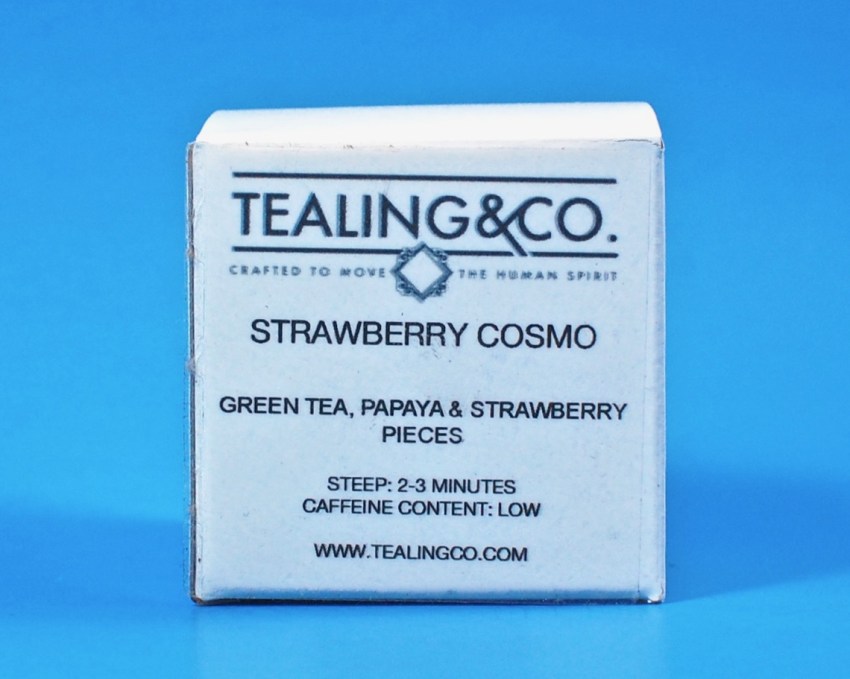 TEALING&CO.
CRAFTED TO MOVE THE HUMAN SPIRIT
STRAWBERRY COSMO
GREEN TEA, PAPAYA & STRAWBERRY
PIECES
STEEP: 2-3 MINUTES
CAFFEINE CONTENT: LOW
WWW.TEALINGCO.COM